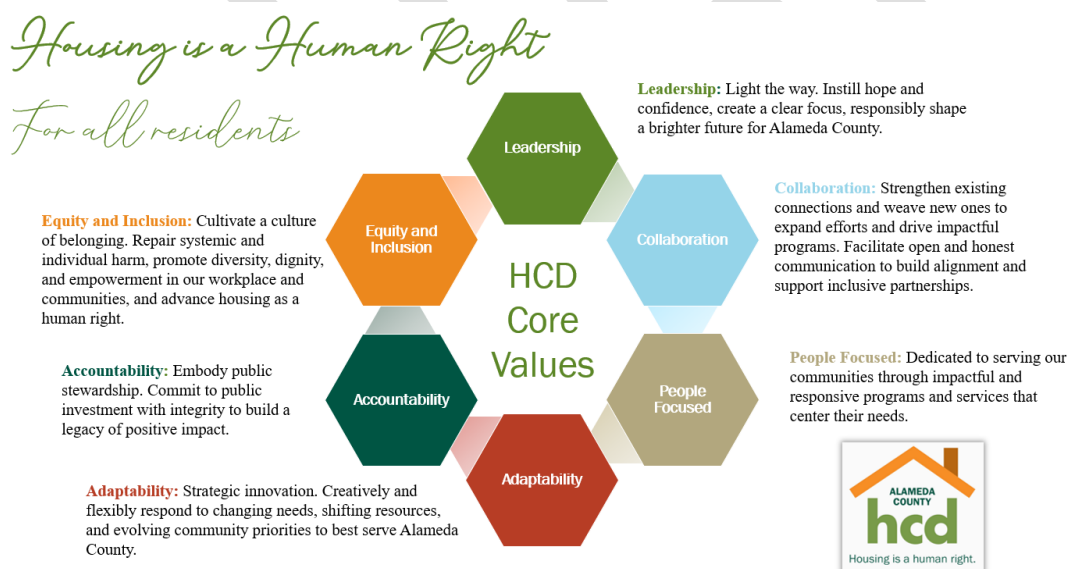 Housing is a Human Right
For all residents
Leadership: Light the way. Instill hope and
confidence, create a clear focus, responsibly shape
a brighter future for Alameda County.
Leadership
Collaboration: Strengthen existing
connections and weave new ones to
expand efforts and drive impactful
programs. Facilitate open and honest
communication to build alignment and
support inclusive partnerships.
Collaboration
Equity and Inclusion: Cultivate a culture
of belonging. Repair systemic and
individual harm, promote diversity, dignity,
and empowerment in our workplace and
communities, and advance housing as a
human right.
Equity and
Inclusion
HCD
Core
Values
Accountability: Embody public
stewardship. Commit to public
investment with integrity to build a
legacy of positive impact.
Accountability
People
Focused
People Focused: Dedicated to serving our
communities through impactful and
responsive programs and services that
center their needs.
Adaptability
Adaptability: Strategic innovation. Creatively and
flexibly respond to changing needs, shifting resources,
and evolving community priorities to best serve Alameda
County.
ALAMEDA
COUNTY
hcd
Housing is a human right.